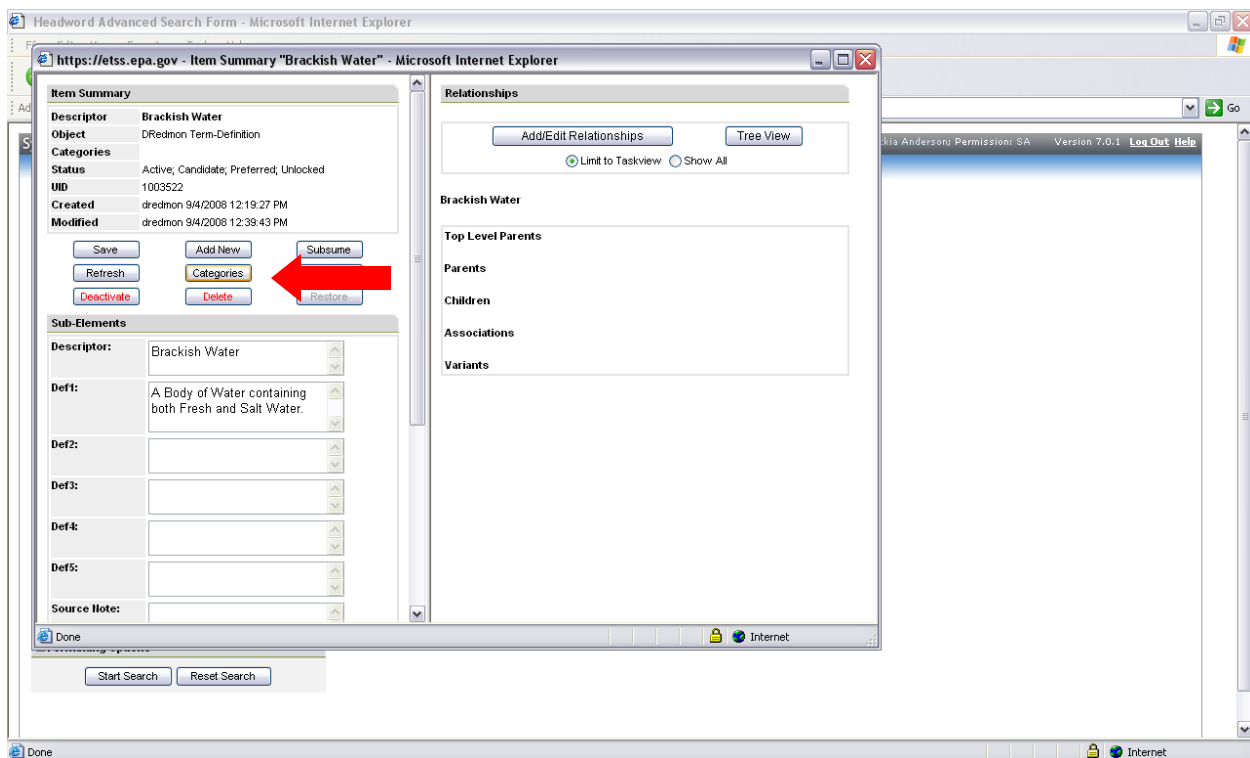 Headword Advanced Search Form - Microsoft Internet Explorer
https://etss.epa.gov - Item Summary "Brackish Water" - Microsoft Internet Explorer
Go
Anderson; Permission: SA Version 7.0.1 Log Out Help
Item Summary
Descriptor Brackish Water
Object DRedmon Term-Definition
Categories
Status Active; Candidate; Preferred; Unlocked
UID 1003522
Created dredmon 9/4/2008 12:19:27 PM
Modified dredmon 9/4/2008 12:39:43 PM
Save Add New Subsume
Refresh Categories
Deactivate Delete Restore
Sub-Elements
Descriptor: Brackish Water
Def1: A Body of Water containing
both Fresh and Salt Water.
Def2:
Def3:
Def4:
Def5:
Source Note:
Relationships
Add/Edit Relationships Tree View
Limit to Taskview Show All
Brackish Water
Top Level Parents
Parents
Children
Associations
Variants
Done Internet
Start Search Reset Search
Done Internet